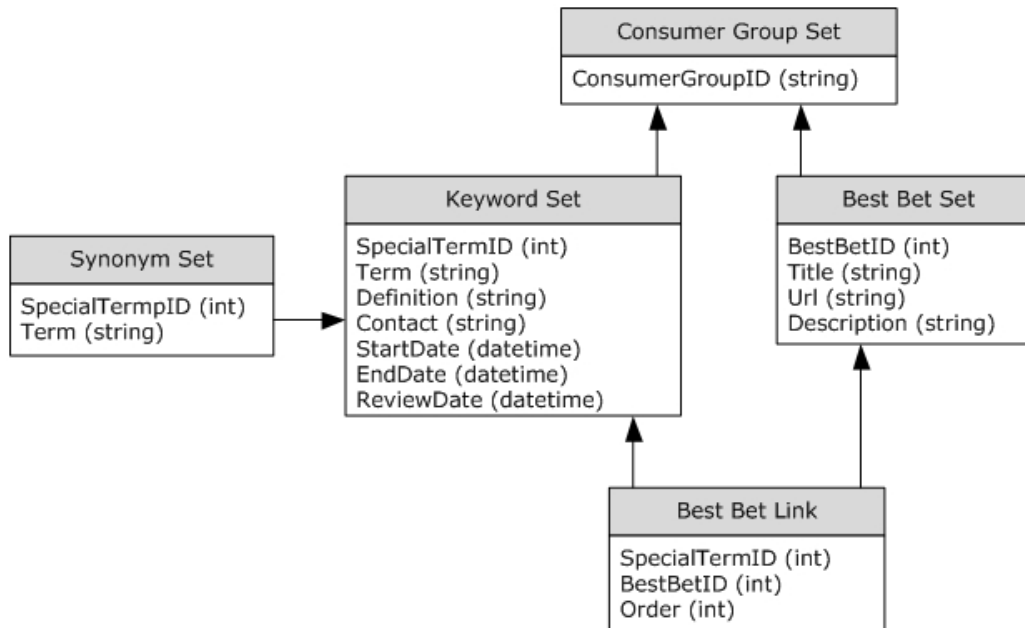 Consumer Group Set
ConsumerGroupID (string)
Keyword Set
SpecialTermID (int)
Term (string)
Definition (string)
Contact (string)
StartDate (datetime)
EndDate (datetime)
ReviewDate (datetime)
Best Bet Set
BestBetID (int)
Title (string)
Url (string)
Description (string)
Synonym Set
SpecialTermpID (int)
Term (string)
Best Bet Link
SpecialTermID (int)
BestBetID (int)
Order (int)